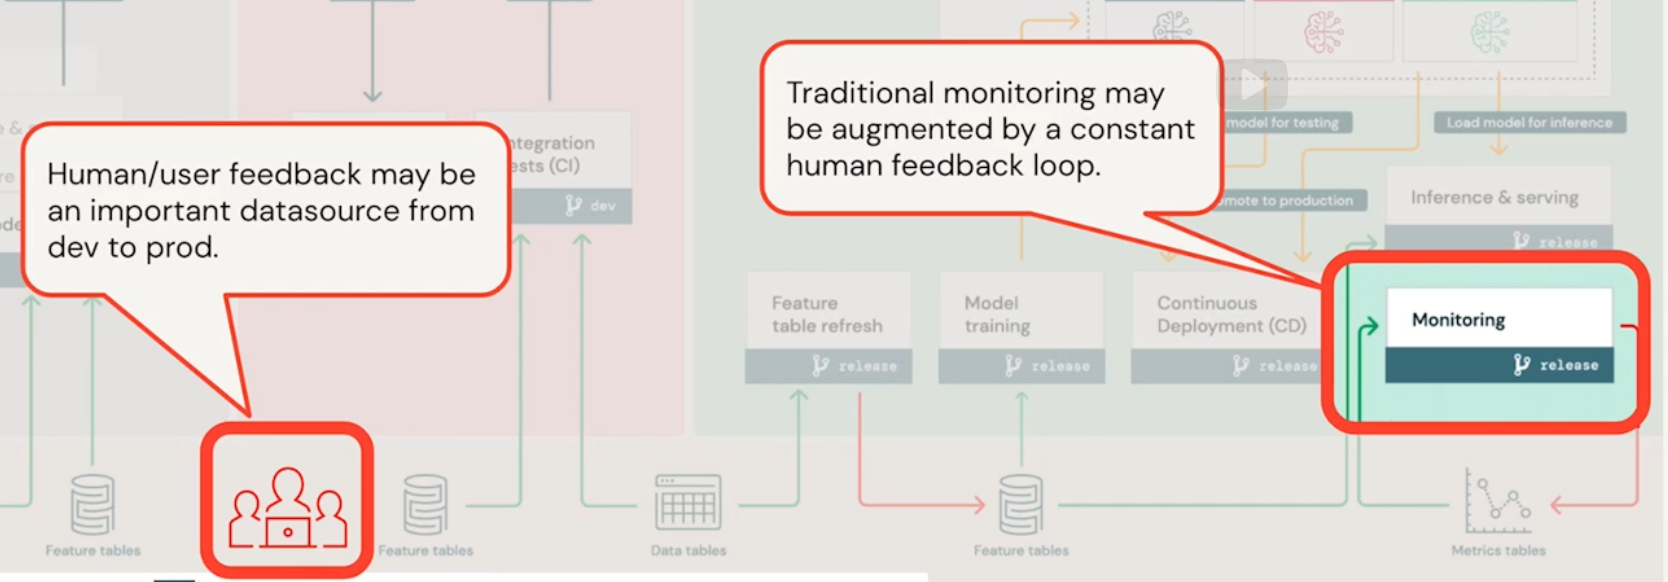 Human/user feedback may be
an important datasource from
dev to prod.
Traditional monitoring may
be augmented by a constant
human feedback loop.
ntegration
ests (CI)
dev
model for testing
Load model for inference
mote to production
Inference & serving
release
Feature
table refresh
release
Model
training
release
Continuous
Deployment (CD)
release
Monitoring
release
Feature tables
Feature tables
Data tables
Feature tables
Metrics tables